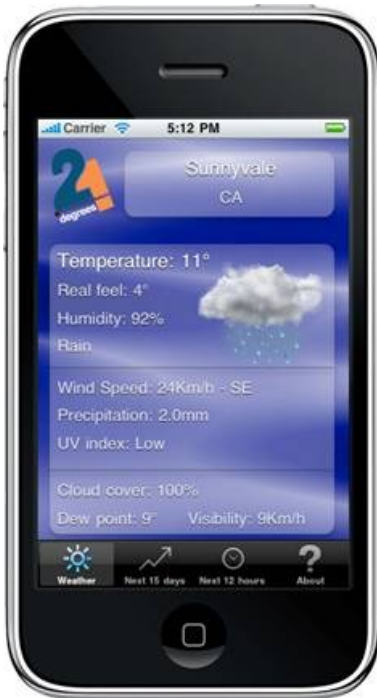 Carrier 5:12 PM
21
degrees
Sunnyvale
CA
Temperature: 11°
Real feel: 4°
Humidity: 92%
Rain
Wind Speed: 24Km/h - SE
Precipitation: 2.0mm
UV index: Low
Cloud cover: 100%
Dew point: 9° Visibility: 9Km/h
Weather Next 15 days Next 12 hours About